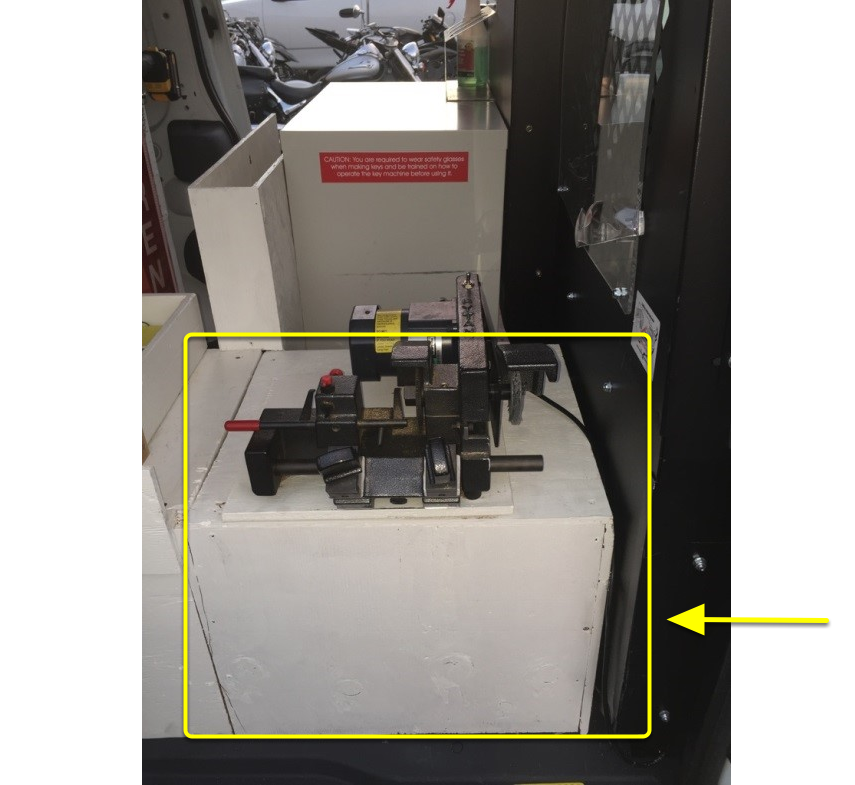 CAUTION: You are required to wear safety glasses
when making keys and be trained on how to
operate the key machine before using it.
E
N